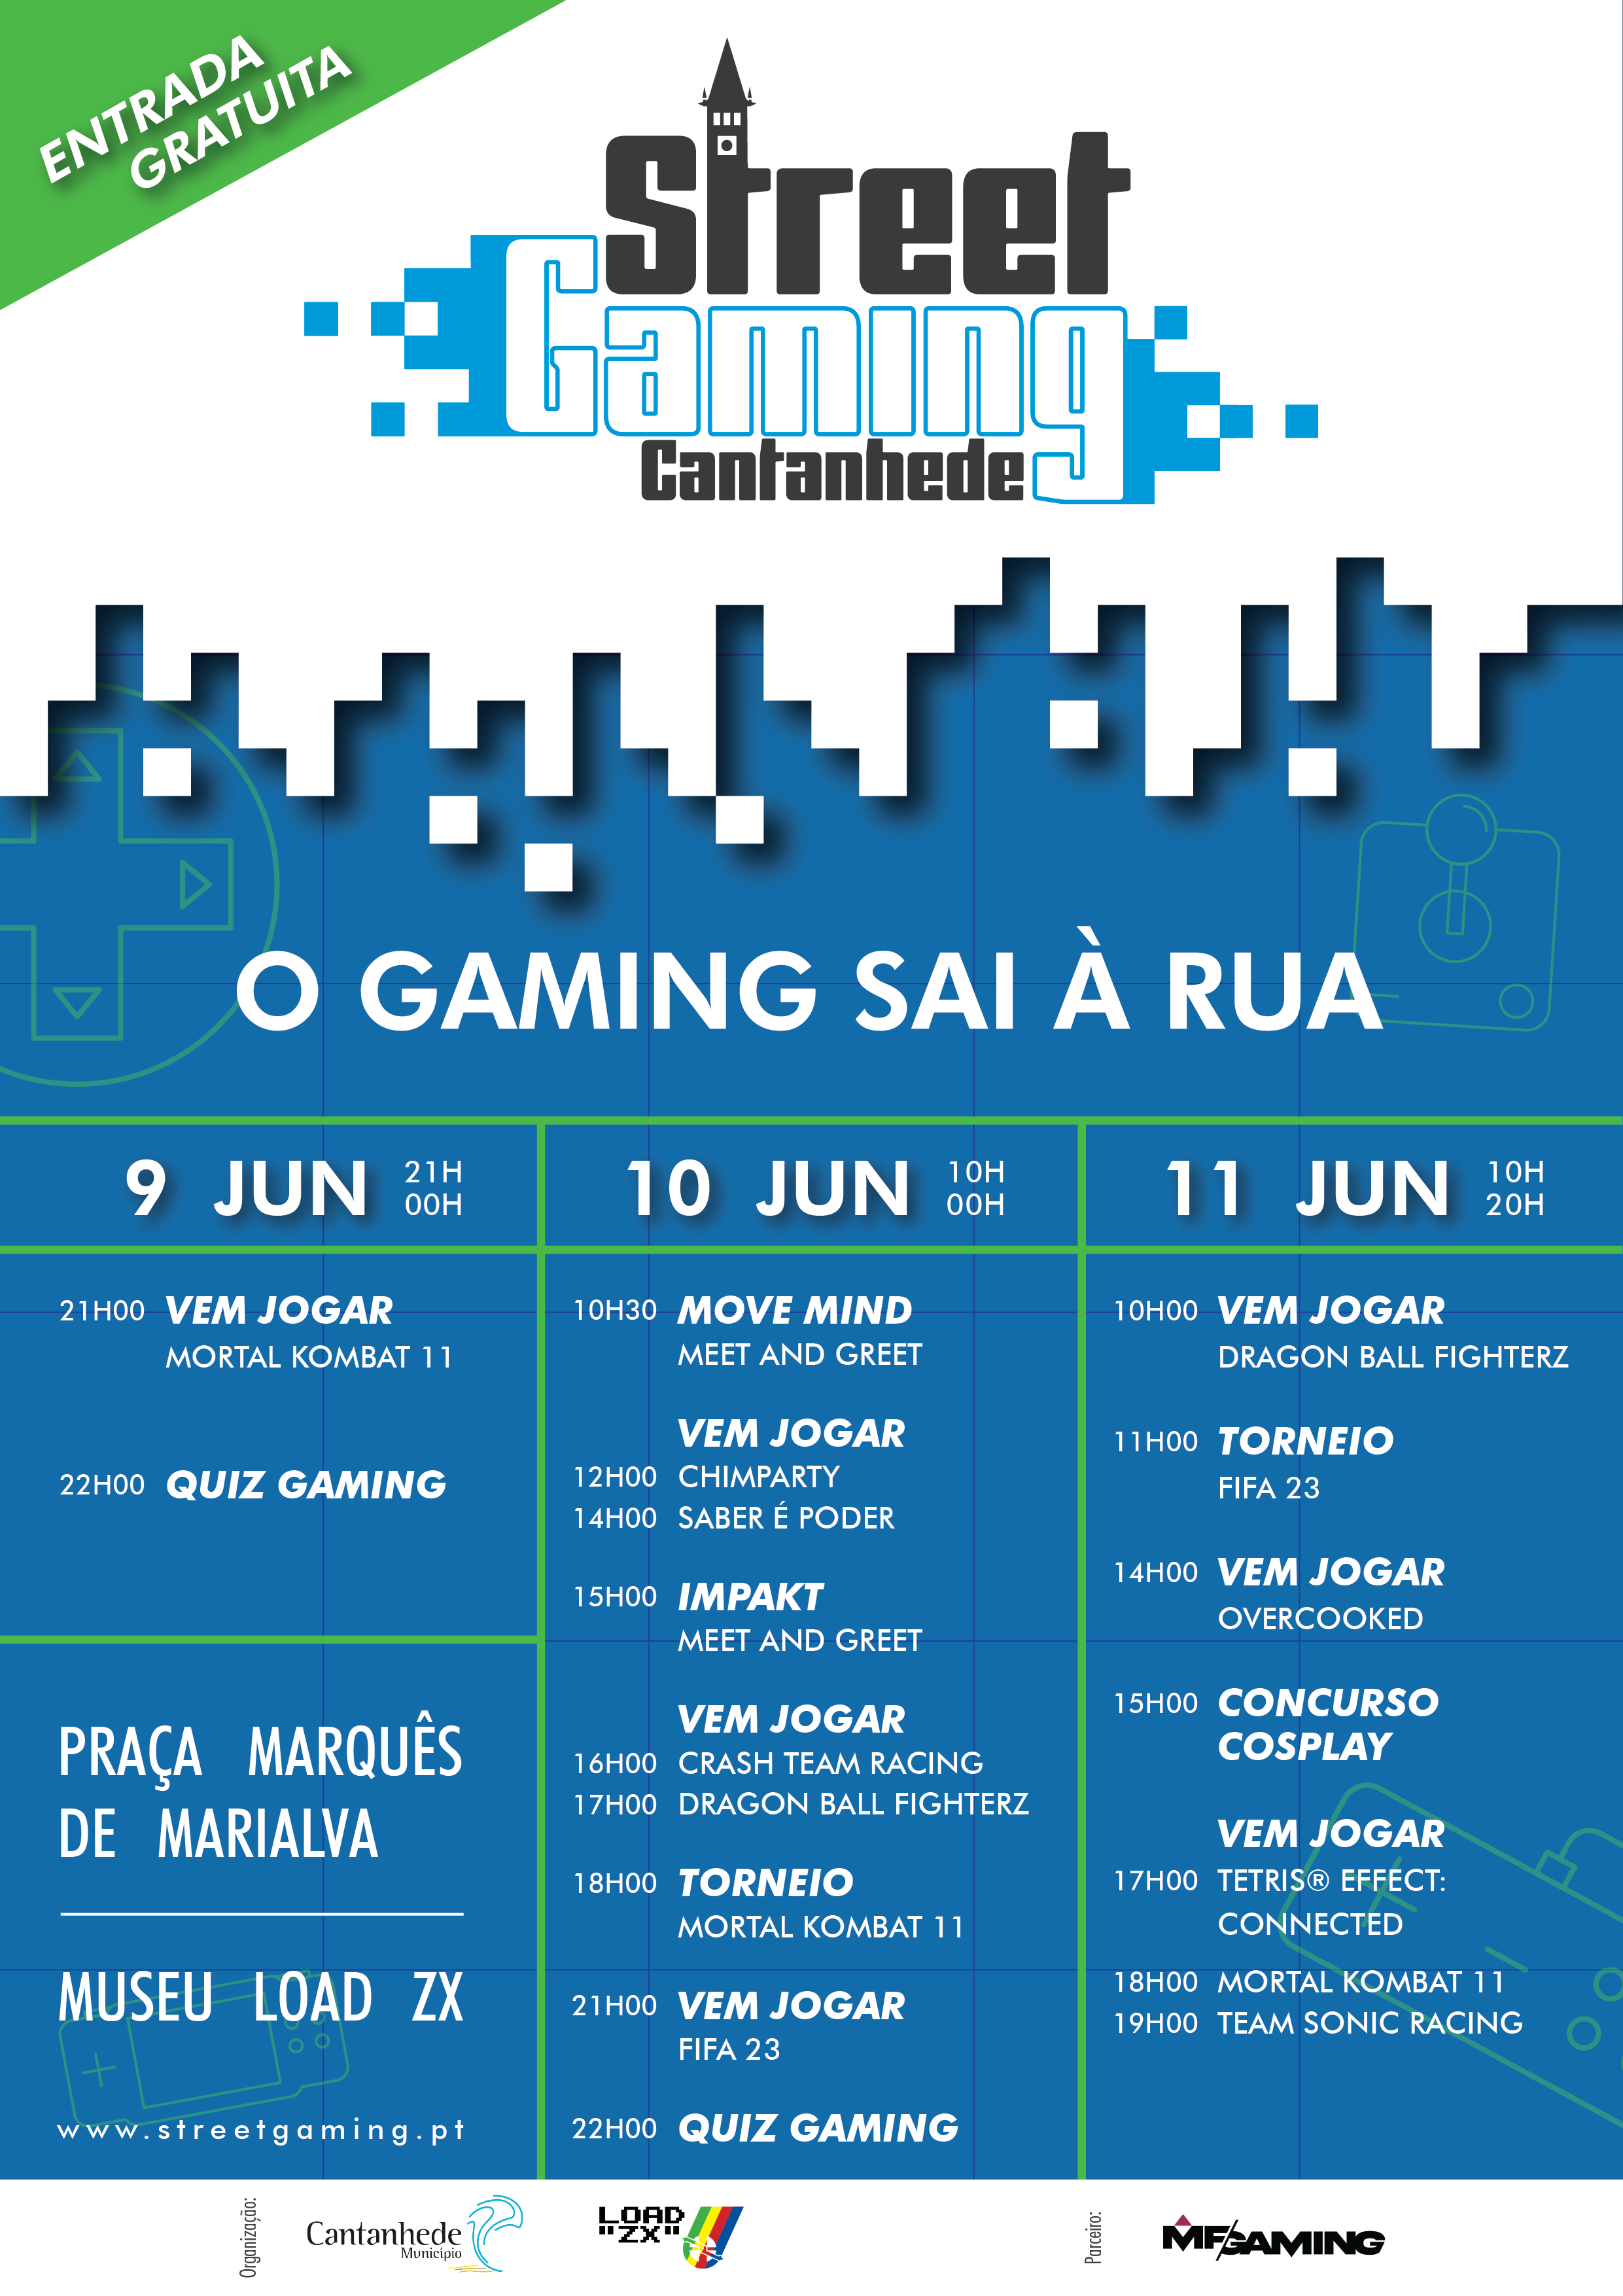 ENTRADA
GRATUITA
Street
Gaming
Cantanhede
O GAMING SAI À RUA
9 JUN 21H
00H
21H00 VEM JOGAR
MORTAL KOMBAT 11
22H00 QUIZ GAMING
10 JUN 10H
00H
10H30 MOVE MIND
MEET AND GREET
VEM JOGAR
12H00 CHIMPARTY
14H00 SABER É PODER
15H00 IMPAKT
MEET AND GREET
VEM JOGAR
16H00 CRASH TEAM RACING
17H00 DRAGON BALL FIGHTERZ
18H00 TORNEIO
MORTAL KOMBAT 11
21H00 VEM JOGAR
FIFA 23
22H00 QUIZ GAMING
11 JUN 10H
20H
10H00 VEM JOGAR
DRAGON BALL FIGHTERZ
11H00 TORNEIO
FIFA 23
14H00 VEM JOGAR
OVERCOOKED
15H00 CONCURSO
COSPLAY
VEM JOGAR
17H00 TETRIS® EFFECT:
CONNECTED
18H00 MORTAL KOMBAT 11
19H00 TEAM SONIC RACING
PRAÇA MARQUÊS
DE MARIALVA
MUSEU LOAD ZX
www.streetgaming.pt
Organização:
Cantanhede
Município
LOAD
"ZX"
Parceiro:
MF/GAMING